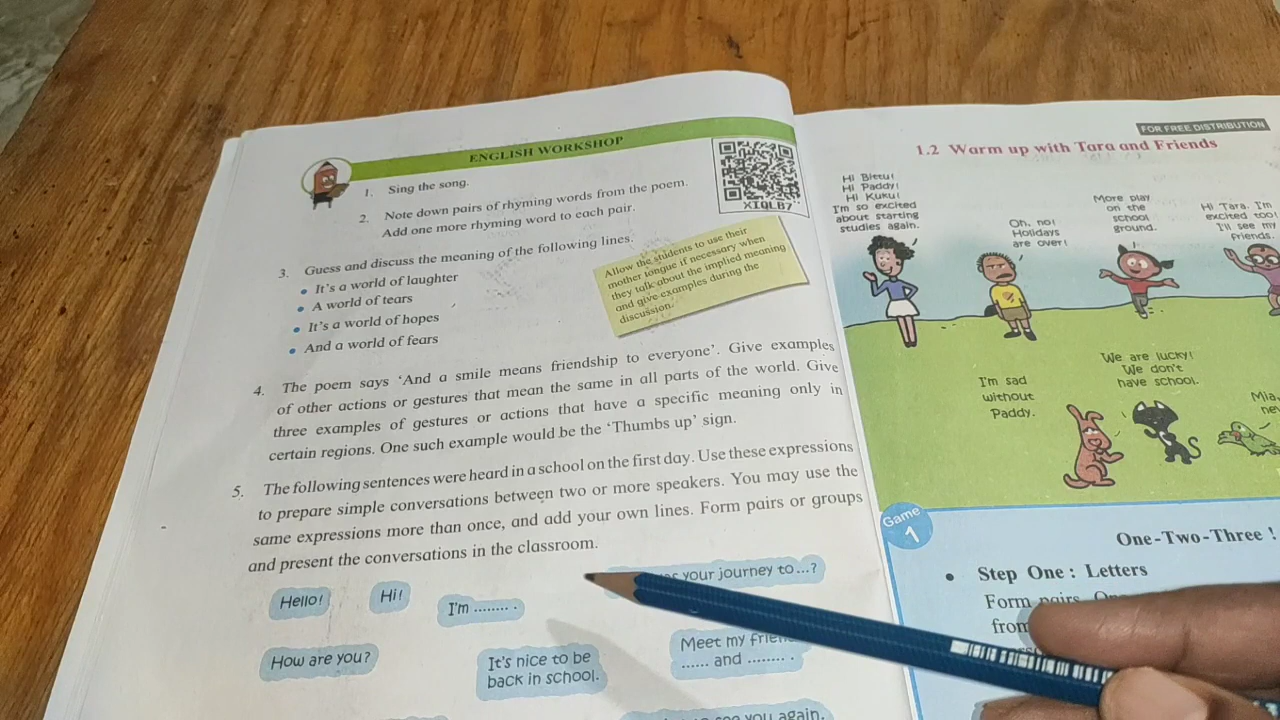 ENGLISH WORKSHOP
XIQLB7
1. Sing the song.
2. Note down pairs of rhyming words from the poem.
Add one more rhyming word to each pair.
3. Guess and discuss the meaning of the following lines.
• It's a world of laughter
• A world of tears
• It's a world of hopes
• And a world of fears
Allow the students to use their
mother tongue if necessary when
they talk about the implied meaning
and give examples during the
discussion.
4. The poem says 'And a smile means friendship to everyone'. Give examples
of other actions or gestures that mean the same in all parts of the world. Give
three examples of gestures or actions that have a specific meaning only in
certain regions. One such example would be the 'Thumbs up' sign.
5. The following sentences were heard in a school on the first day. Use these expressions
to prepare simple conversations between two or more speakers. You may use the
same expressions more than once, and add your own lines. Form pairs or groups
and present the conversations in the classroom.
Hello!
Hi!
I'm ........ .
your journey to...?
How are you?
It's nice to be
back in school.
Meet my
...... and ........ .
see you again.
FOR FREE DISTRIBUTION
1.2 Warm up with Tara and Friends
Hi Bittu!
Hi Paddy!
Hi Kuku!
I'm so excited
about starting
studies again.
Oh, no!
Holidays
are over!
More play
on the
school
ground.
Hi Tara. I'm
excited too!
I'll see my
friends.
I'm sad
without
Paddy.
We are lucky!
We don't
have school.
Mia,
Game
1
One-Two-Three !
• Step One : Letters
Form pairs.
from